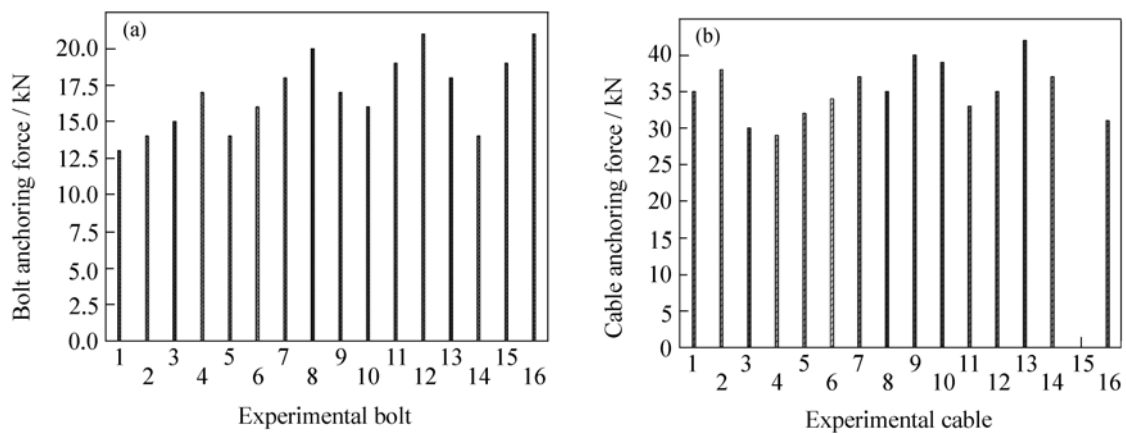 (a)
Bolt anchoring force / kN
20.0
17.5
15.0
12.5
10.0
7.5
5.0
2.5
0.0
1 3 5 7 9 11 13 15
2 4 6 8 10 12 14 16
Experimental bolt
(b)
Cable anchoring force / kN
40
35
30
25
20
15
10
5
0
1 3 5 7 9 11 13 15
2 4 6 8 10 12 14 16
Experimental cable